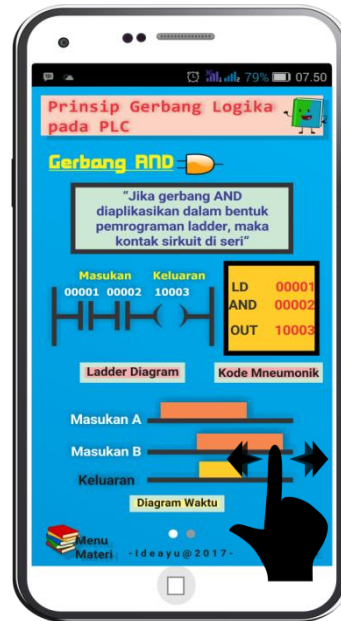 79% 07.50
Prinsip Gerbang Logika
pada PLC
Gerbang AND
"Jika gerbang AND
diaplikasikan dalam bentuk
pemrograman ladder, maka
kontak sirkuit di seri"
Masukan Keluaran
00001 00002 10003
LD 00001
AND 00002
OUT 10003
Ladder Diagram
Kode Mneumonik
Masukan A
Masukan B
Keluaran
Diagram Waktu
Menu
Materi
-Ideayu@2017-